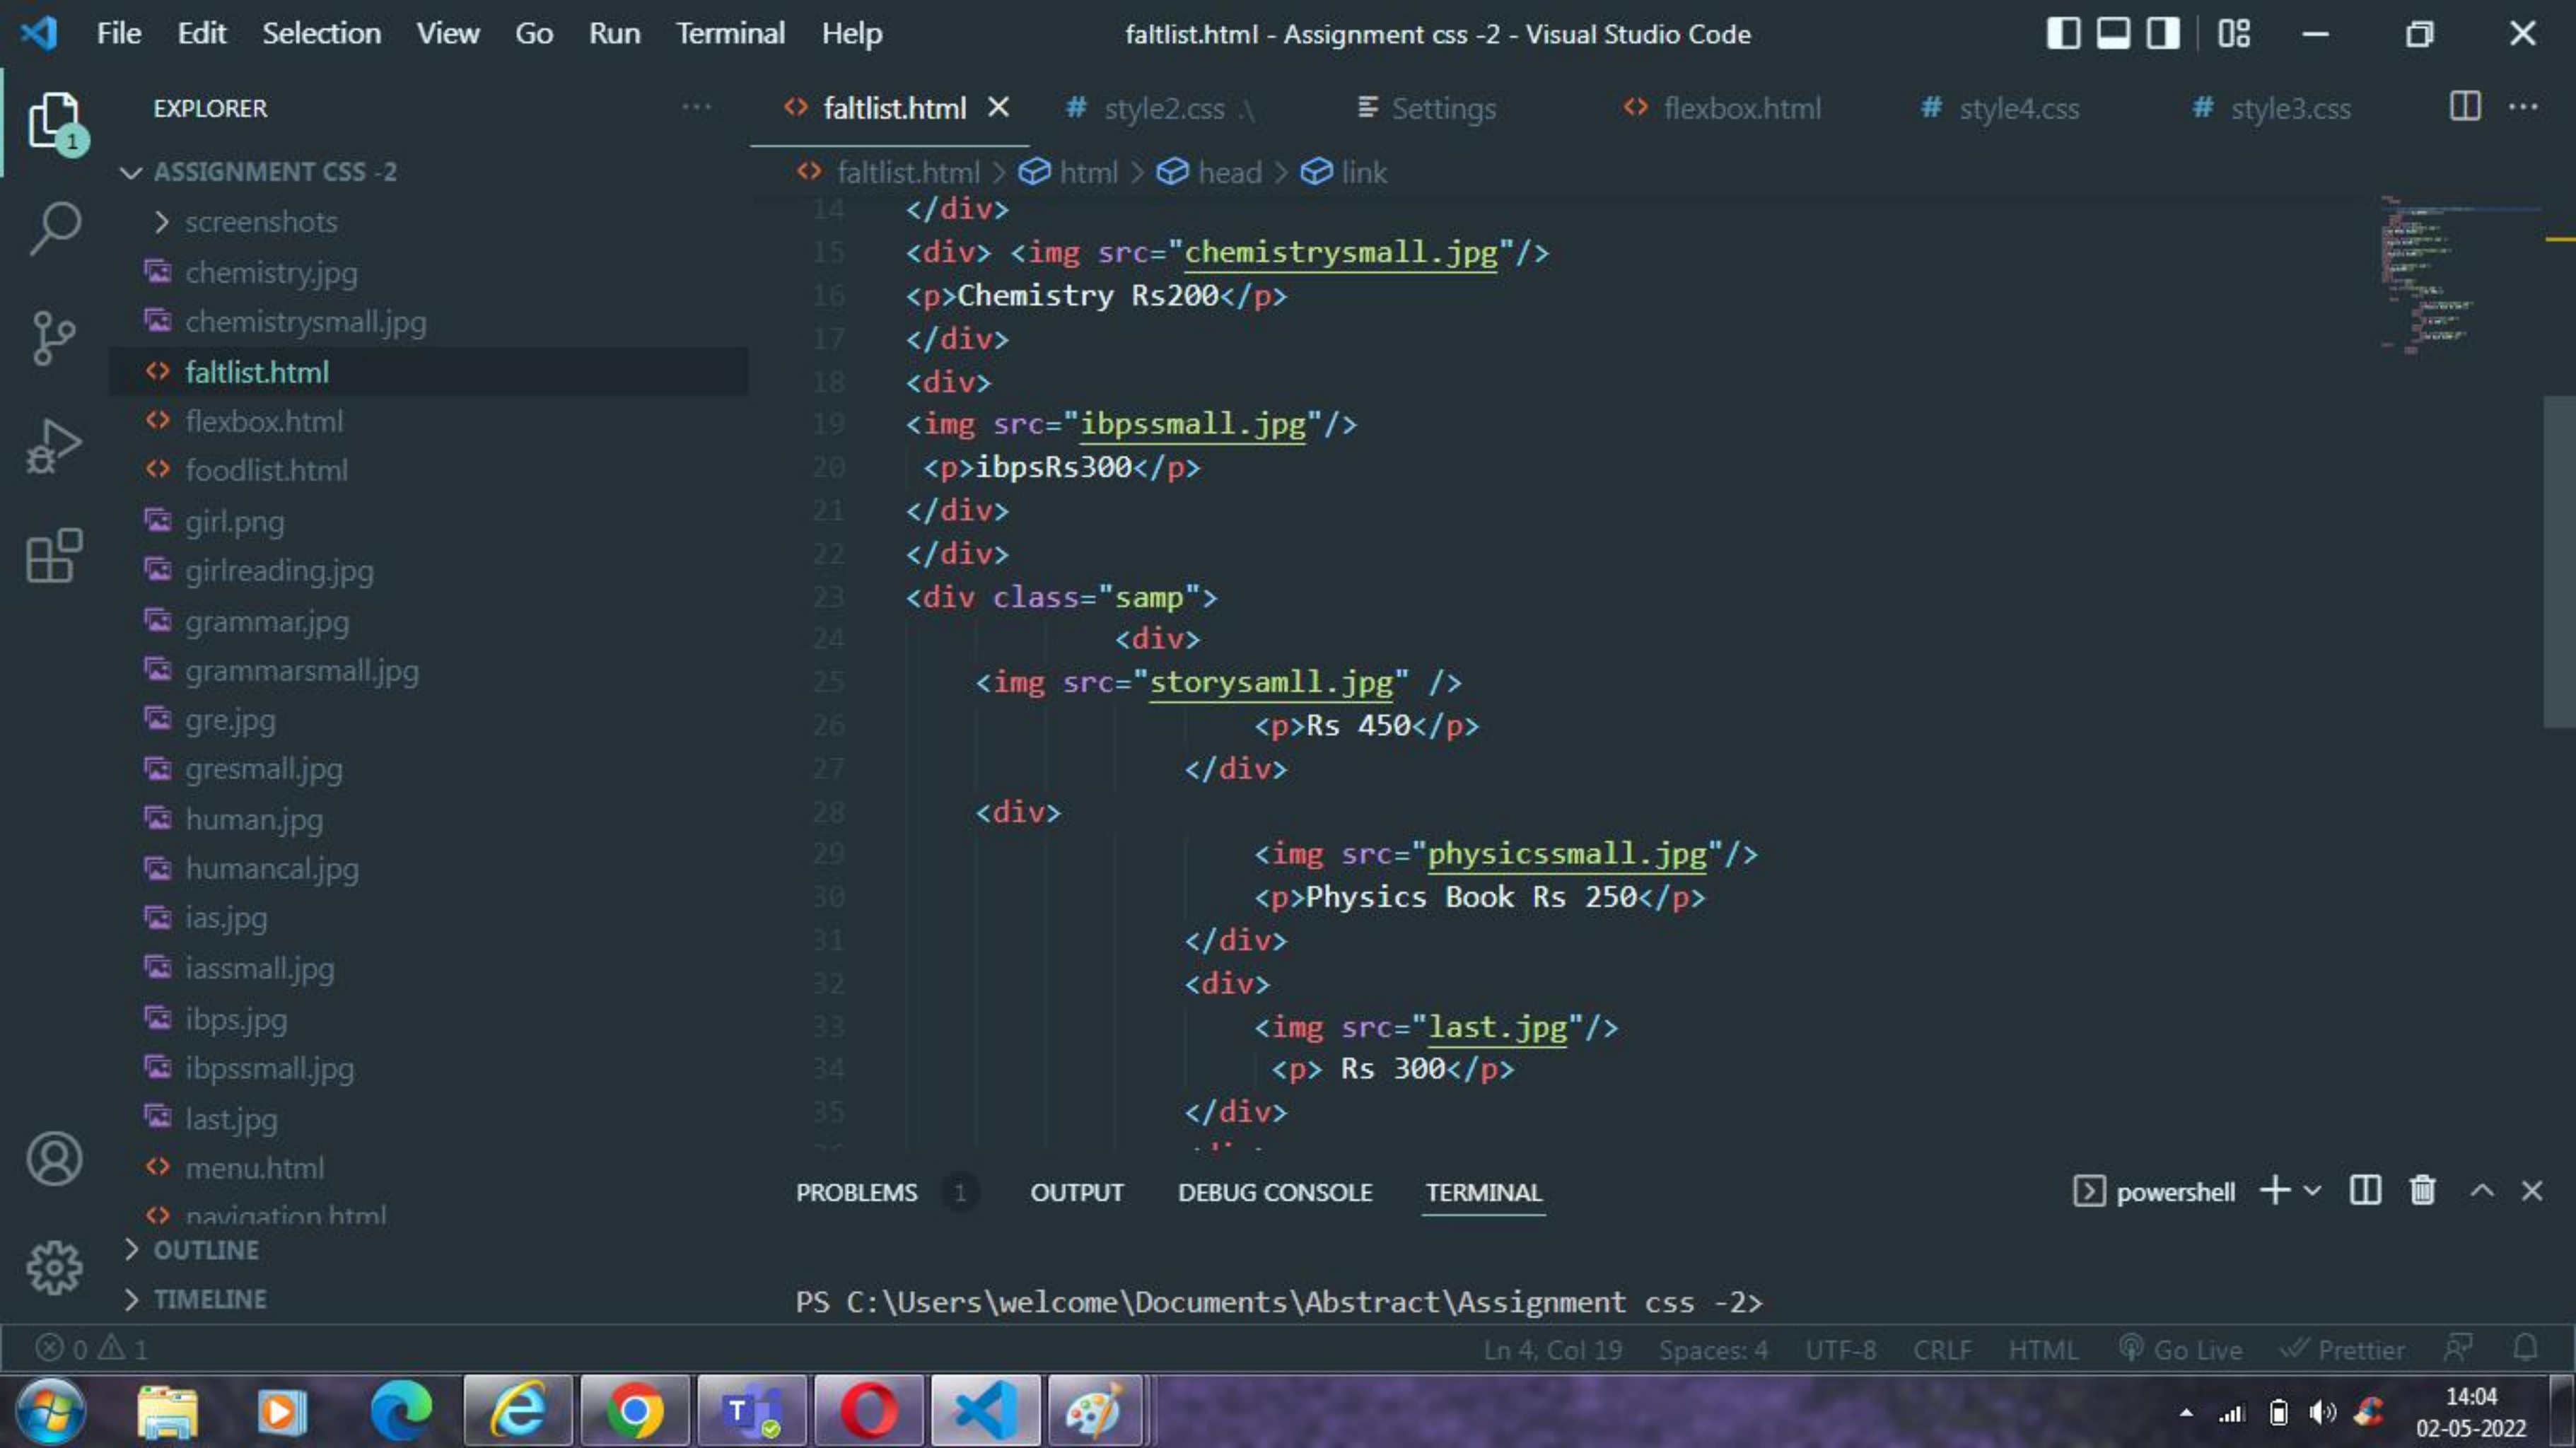 File Edit Selection View Go Run Terminal Help
faltlist.html - Assignment css -2 - Visual Studio Code
EXPLORER
1
ASSIGNMENT CSS -2
screenshots
chemistry.jpg
chemistrysmall.jpg
faltlist.html
flexbox.html
foodlist.html
girl.png
girlreading.jpg
grammar.jpg
grammarsmall.jpg
gre.jpg
gresmall.jpg
human.jpg
humancal.jpg
ias.jpg
iassmall.jpg
ibps.jpg
ibpssmall.jpg
last.jpg
menu.html
navigation.html
OUTLINE
TIMELINE
faltlist.html style2.css .\ Settings flexbox.html style4.css style3.css
faltlist.html > html > head > link
14 </div>
15 <div> <img src="chemistrysmall.jpg"/>
16 <p>Chemistry Rs200</p>
17 </div>
18 <div>
19 <img src="ibpssmall.jpg"/>
20 <p>ibpsRs300</p>
21 </div>
22 </div>
23 <div class="samp">
24 <div>
25 <img src="storysamll.jpg" />
26 <p>Rs 450</p>
27 </div>
28 <div>
29 <img src="physicssmall.jpg"/>
30 <p>Physics Book Rs 250</p>
31 </div>
32 <div>
33 <img src="last.jpg"/>
34 <p> Rs 300</p>
35 </div>
PROBLEMS 1 OUTPUT DEBUG CONSOLE TERMINAL
powershell
PS C:\Users\welcome\Documents\Abstract\Assignment css -2>
0 1
Ln 4, Col 19 Spaces: 4 UTF-8 CRLF HTML Go Live Prettier
14:04
02-05-2022